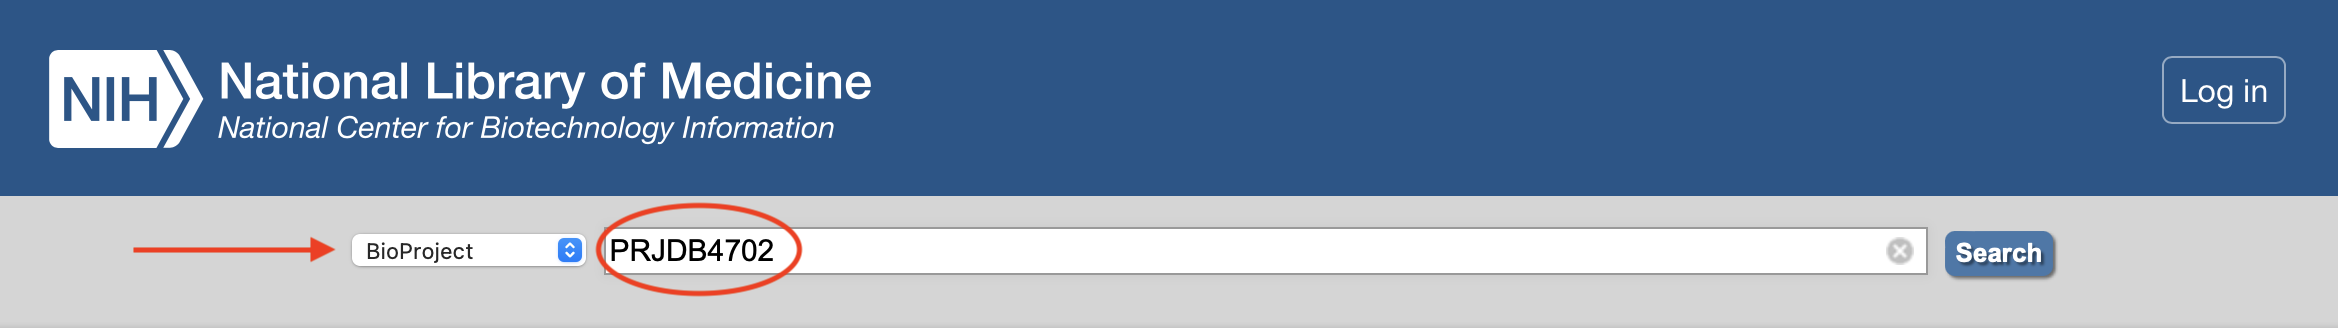 NIH
National Library of Medicine
National Center for Biotechnology Information
Log in
BioProject
PRJDB4702
Search